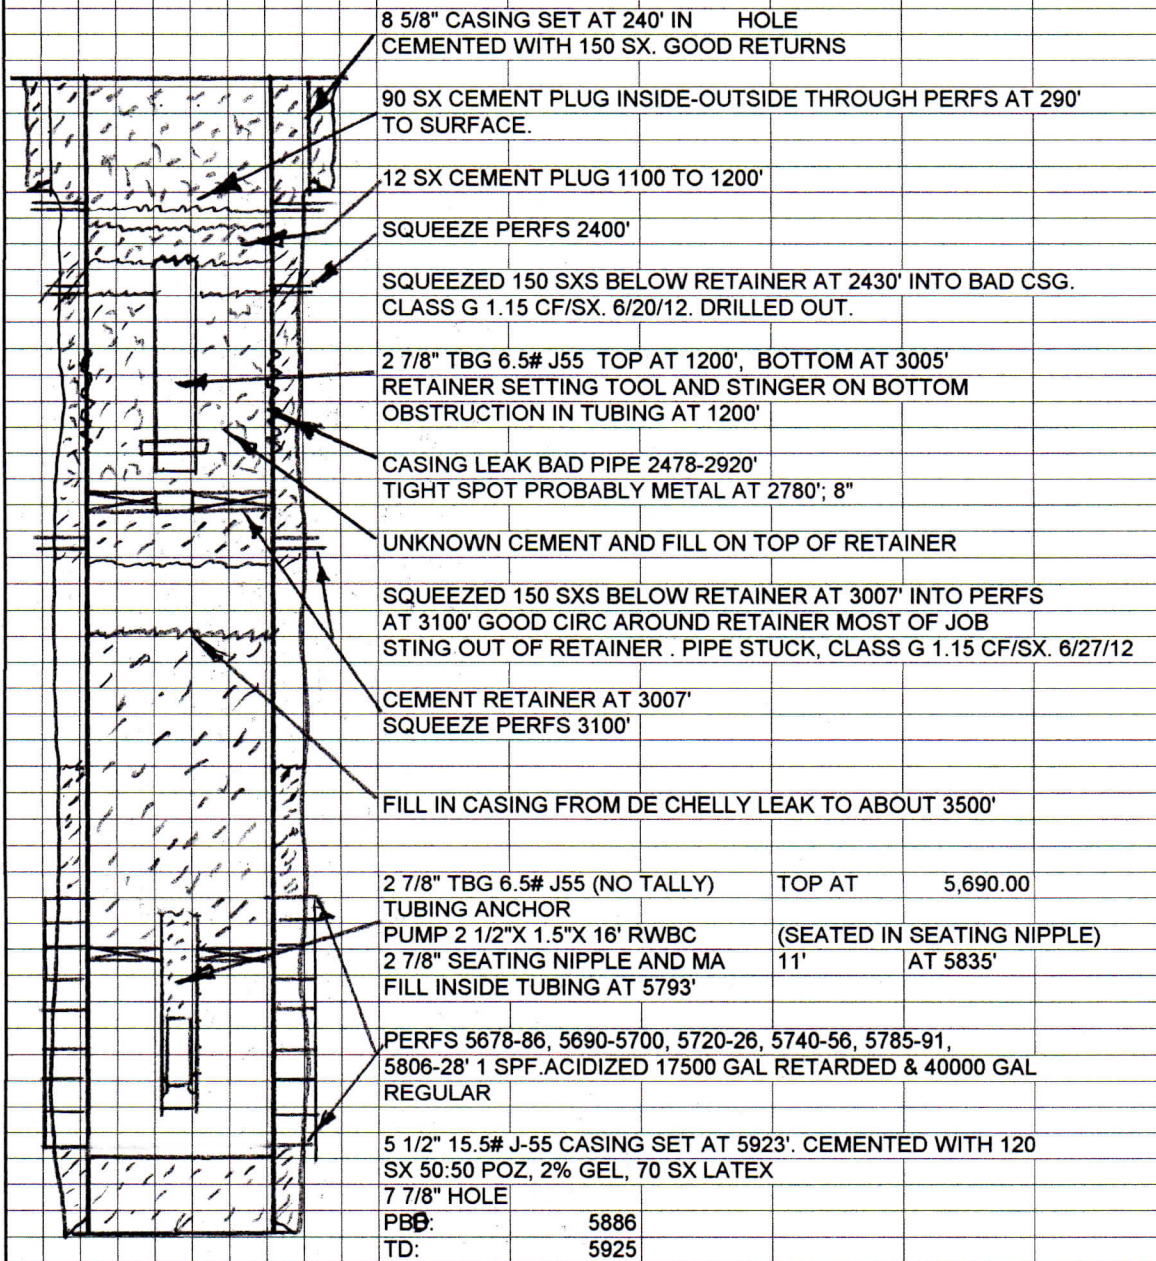 8 5/8" CASING SET AT 240' IN HOLE
CEMENTED WITH 150 SX. GOOD RETURNS
90 SX CEMENT PLUG INSIDE-OUTSIDE THROUGH PERFS AT 290'
TO SURFACE.
12 SX CEMENT PLUG 1100 TO 1200'
SQUEEZE PERFS 2400'
SQUEEZED 150 SXS BELOW RETAINER AT 2430' INTO BAD CSG.
CLASS G 1.15 CF/SX. 6/20/12. DRILLED OUT.
2 7/8" TBG 6.5# J55 TOP AT 1200', BOTTOM AT 3005'
RETAINER SETTING TOOL AND STINGER ON BOTTOM
OBSTRUCTION IN TUBING AT 1200'
CASING LEAK BAD PIPE 2478-2920'
TIGHT SPOT PROBABLY METAL AT 2780'; 8"
UNKNOWN CEMENT AND FILL ON TOP OF RETAINER
SQUEEZED 150 SXS BELOW RETAINER AT 3007' INTO PERFS
AT 3100' GOOD CIRC AROUND RETAINER MOST OF JOB
STING OUT OF RETAINER . PIPE STUCK, CLASS G 1.15 CF/SX. 6/27/12
CEMENT RETAINER AT 3007'
SQUEEZE PERFS 3100'
FILL IN CASING FROM DE CHELLY LEAK TO ABOUT 3500'
2 7/8" TBG 6.5# J55 (NO TALLY) TOP AT 5,690.00
TUBING ANCHOR
PUMP 2 1/2"X 1.5"X 16' RWBC (SEATED IN SEATING NIPPLE)
2 7/8" SEATING NIPPLE AND MA 11' AT 5835'
FILL INSIDE TUBING AT 5793'
PERFS 5678-86, 5690-5700, 5720-26, 5740-56, 5785-91,
5806-28' 1 SPF.ACIDIZED 17500 GAL RETARDED & 40000 GAL
REGULAR
5 1/2" 15.5# J-55 CASING SET AT 5923'. CEMENTED WITH 120
SX 50:50 POZ, 2% GEL, 70 SX LATEX
7 7/8" HOLE
PBD: 5886
TD: 5925